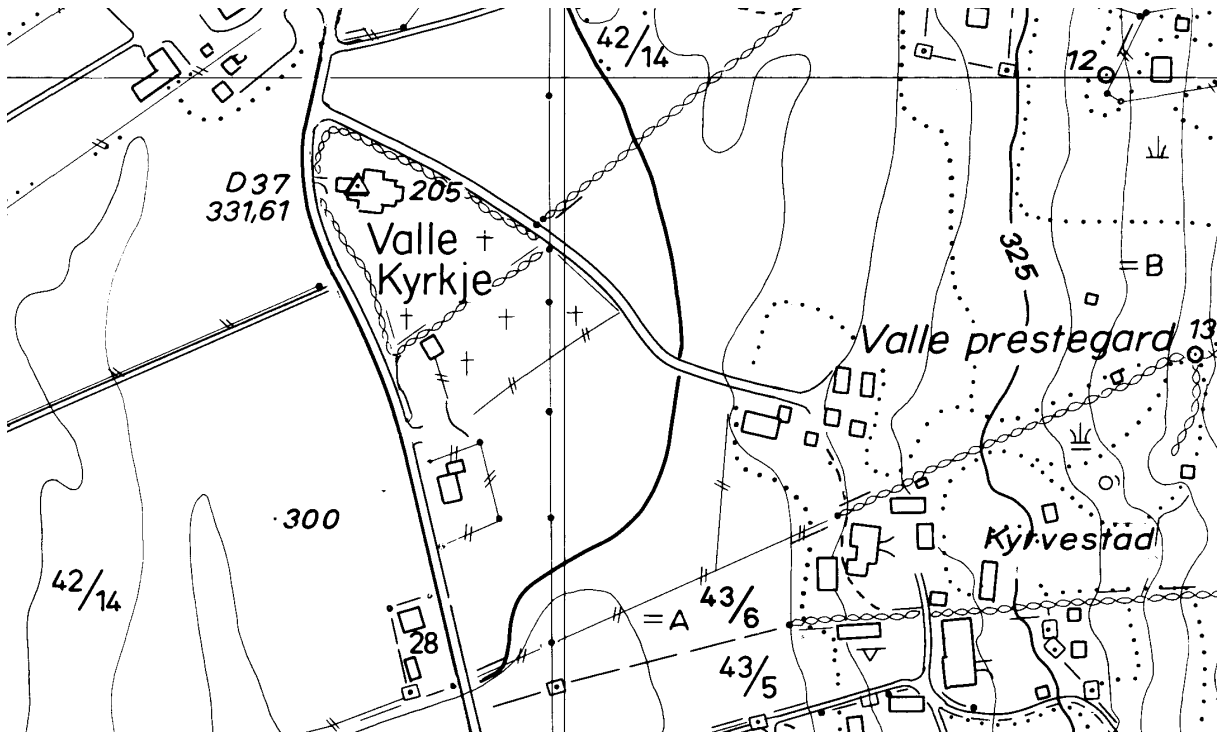 42/14
12
D37
331,61
205
Valle
Kyrkje
325
= B
Valle prestegard
13
300
Kyrvestad
42/14
= A
43/6
28
43/5